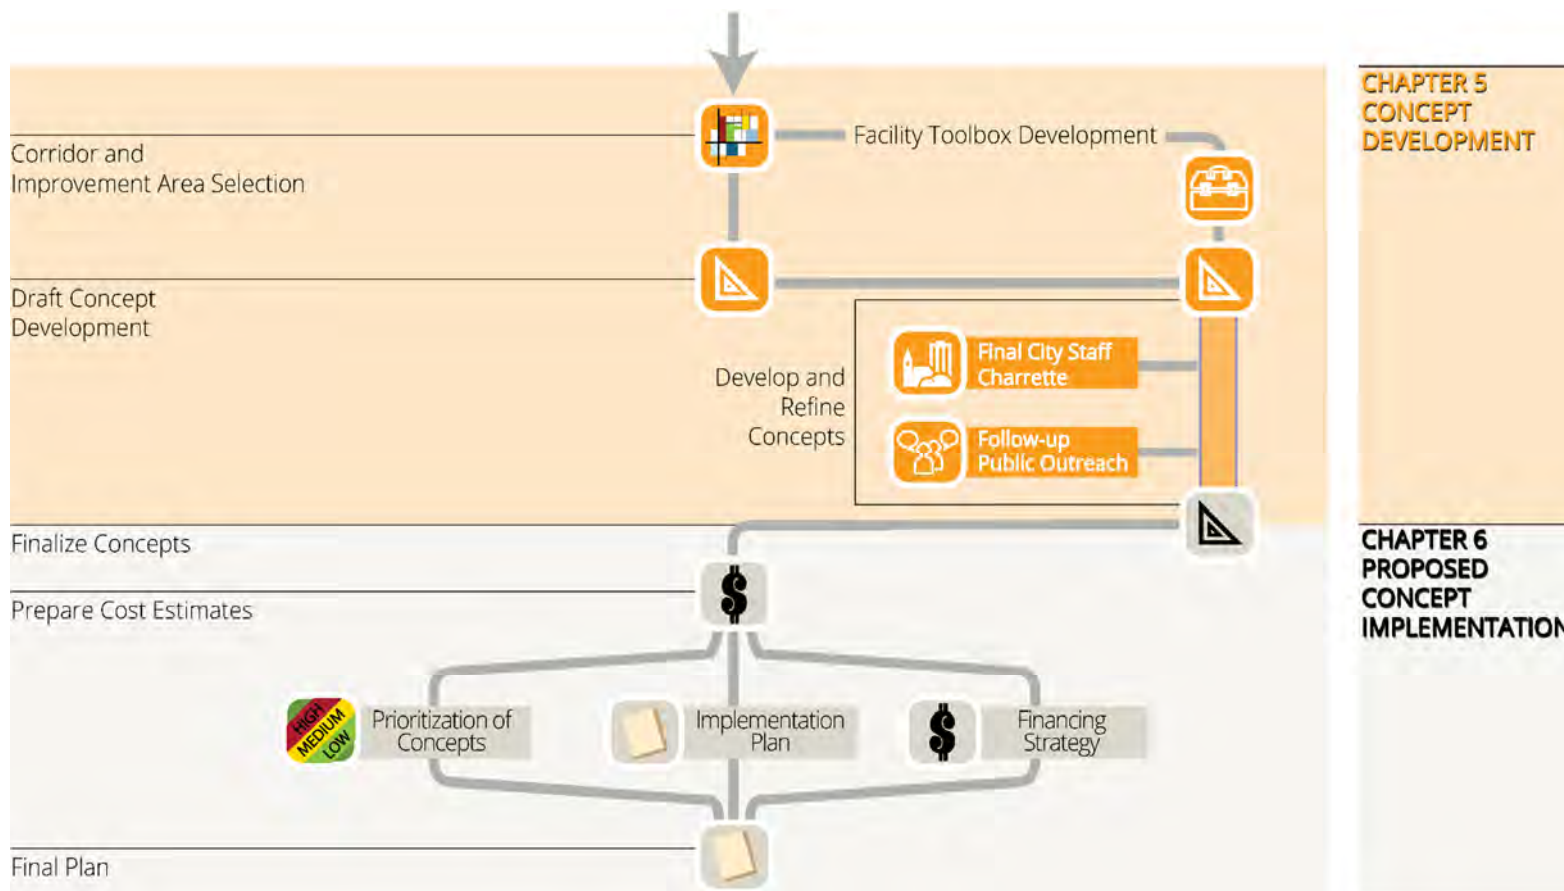 CHAPTER 5
CONCEPT
DEVELOPMENT
Facility Toolbox Development
Corridor and
Improvement Area Selection
Draft Concept
Development
Develop and
Refine
Concepts
Final City Staff
Charrette
Follow-up
Public Outreach
Finalize Concepts
CHAPTER 6
PROPOSED
CONCEPT
IMPLEMENTATION
Prepare Cost Estimates
$
HIGH
MEDIUM
LOW
Prioritization of
Concepts
Implementation
Plan
$
Financing
Strategy
Final Plan